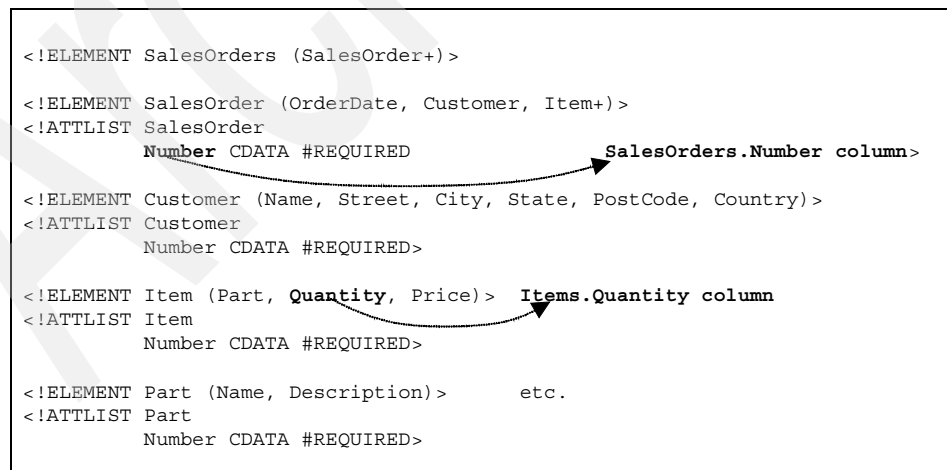 <!ELEMENT SalesOrders (SalesOrder+)>
<!ELEMENT SalesOrder (OrderDate, Customer, Item+)>
<!ATTLIST SalesOrder
Number CDATA #REQUIRED SalesOrders.Number column>
<!ELEMENT Customer (Name, Street, City, State, PostCode, Country)>
<!ATTLIST Customer
Number CDATA #REQUIRED>
<!ELEMENT Item (Part, Quantity, Price)> Items.Quantity column
<!ATTLIST Item
Number CDATA #REQUIRED>
<!ELEMENT Part (Name, Description)> etc.
<!ATTLIST Part
Number CDATA #REQUIRED>